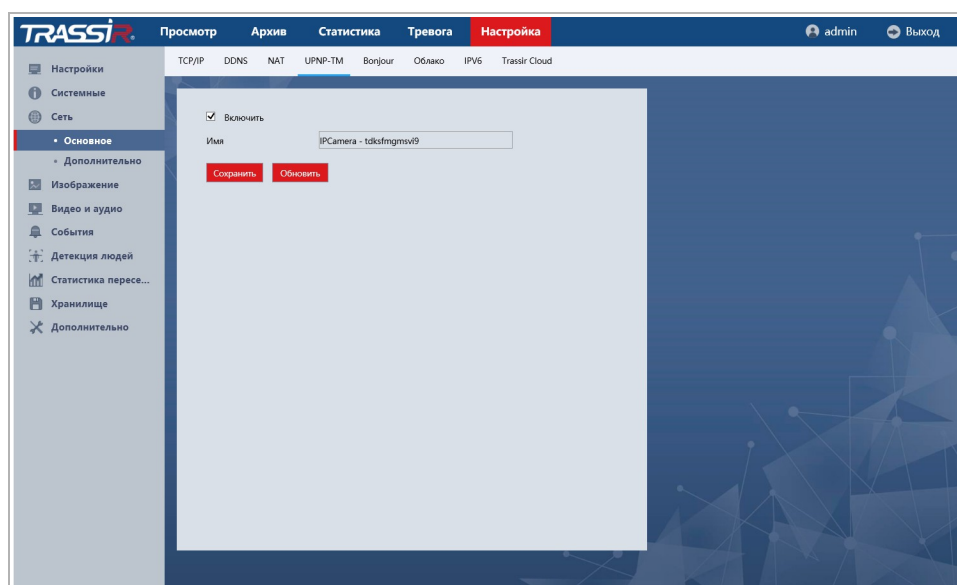 TRASSIR Просмотр Архив Статистика Тревога Настройка admin Выход
TCP/IP DDNS NAT UPNP-TM Bonjour Облако IPV6 Trassir Cloud
Настройки
Системные
Сеть
Основное
Дополнительно
Изображение
Видео и аудио
События
Детекция людей
Статистика пересе...
Хранилище
Дополнительно
Включить
Имя IPCamera - tdksfmgmsvi9
Сохранить Обновить